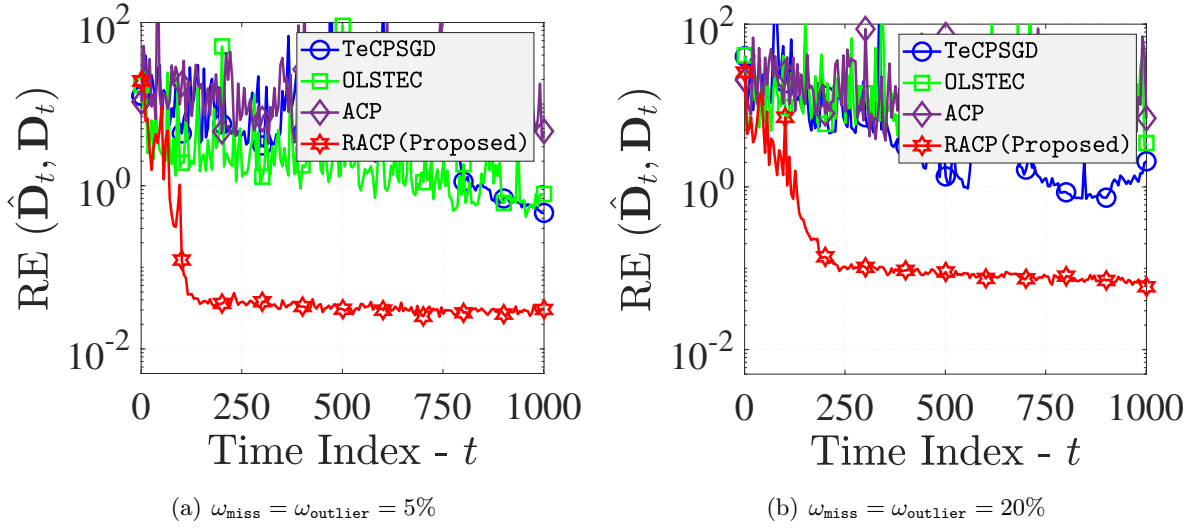 RE (D̂_t, D_t)
10^2
10^0
10^-2
TeCPSGD
OLSTEC
ACP
RACP(Proposed)
0 250 500 750 1000
Time Index - t
(a) ω_miss = ω_outlier = 5%
RE (D̂_t, D_t)
10^2
10^0
10^-2
TeCPSGD
OLSTEC
ACP
RACP(Proposed)
0 250 500 750 1000
Time Index - t
(b) ω_miss = ω_outlier = 20%